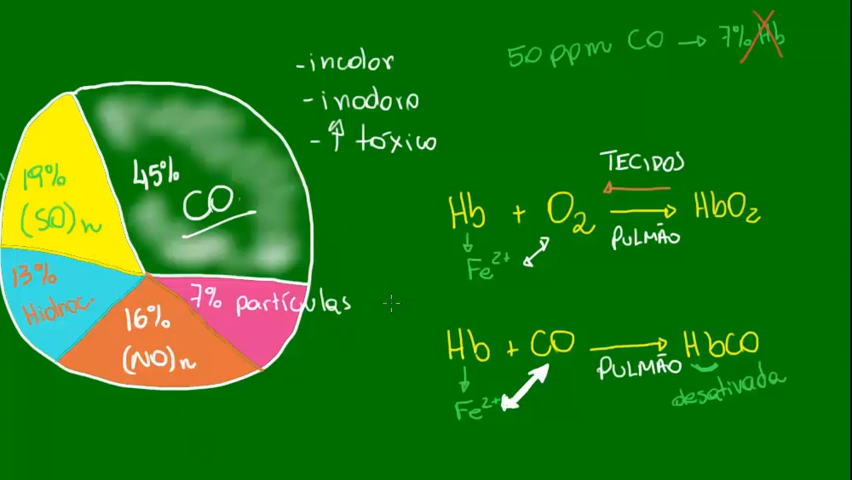 50 ppm CO → 7% Hb
- incolor
- inodoro
- ↑ tóxico
45%
CO
19%
(SO)n
13%
Hidroc.
16%
(NO)n
7% partículas
TECIDOS
Hb + O2 → HbO2
PULMÃO
Fe2+
Hb + CO → HbCO
PULMÃO
desativada
Fe2+